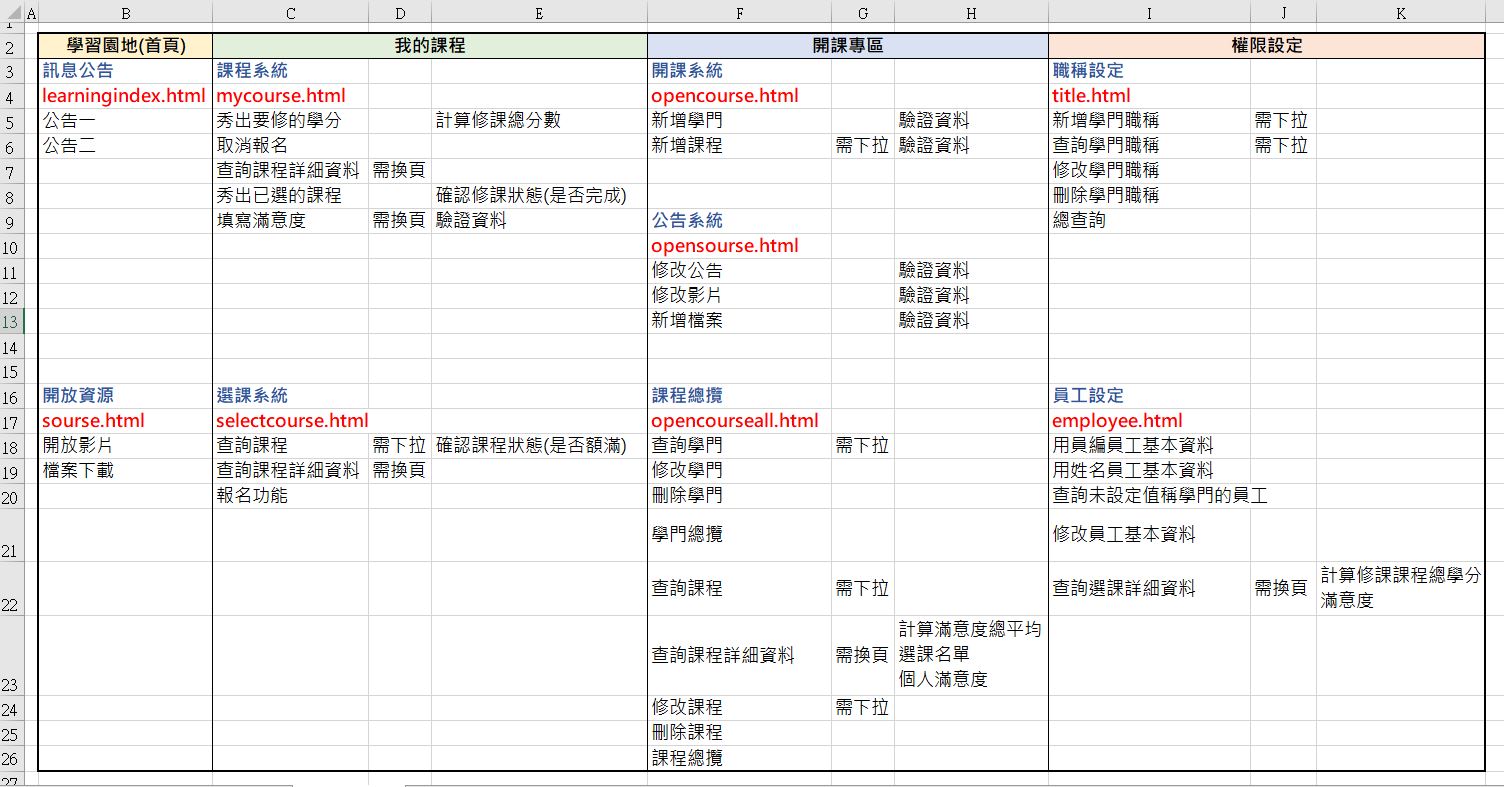 A B C D E F G H I J K
1
2 學習園地(首頁) 我的課程 開課專區 權限設定
3 訊息公告 課程系統 開課系統 職稱設定
4 learningindex.html mycourse.html opencourse.html title.html
5 公告一 秀出要修的學分 計算修課總分數 新增學門 驗證資料 新增學門職稱 需下拉
6 公告二 取消報名 新增課程 需下拉 驗證資料 查詢學門職稱 需下拉
7 查詢課程詳細資料 需換頁 修改學門職稱
8 秀出已選的課程 確認修課狀態(是否完成) 刪除學門職稱
9 填寫滿意度 需換頁 驗證資料 公告系統 總查詢
10 opensourse.html
11 修改公告 驗證資料
12 修改影片 驗證資料
13 新增檔案 驗證資料
14
15
16 開放資源 選課系統 課程總攬 員工設定
17 sourse.html selectcourse.html opencourseall.html employee.html
18 開放影片 查詢課程 需下拉 確認課程狀態(是否額滿) 查詢學門 需下拉 用員編員工基本資料
19 檔案下載 查詢課程詳細資料 需換頁 修改學門 用姓名員工基本資料
20 報名功能 刪除學門 查詢未設定值稱學門的員工
21 學門總攬 修改員工基本資料
22 查詢課程 需下拉 查詢選課詳細資料 需換頁 計算修課課程總學分
滿意度
23 查詢課程詳細資料 需換頁 計算滿意度總平均
選課名單
個人滿意度
24 修改課程 需下拉
25 刪除課程
26 課程總攬
27